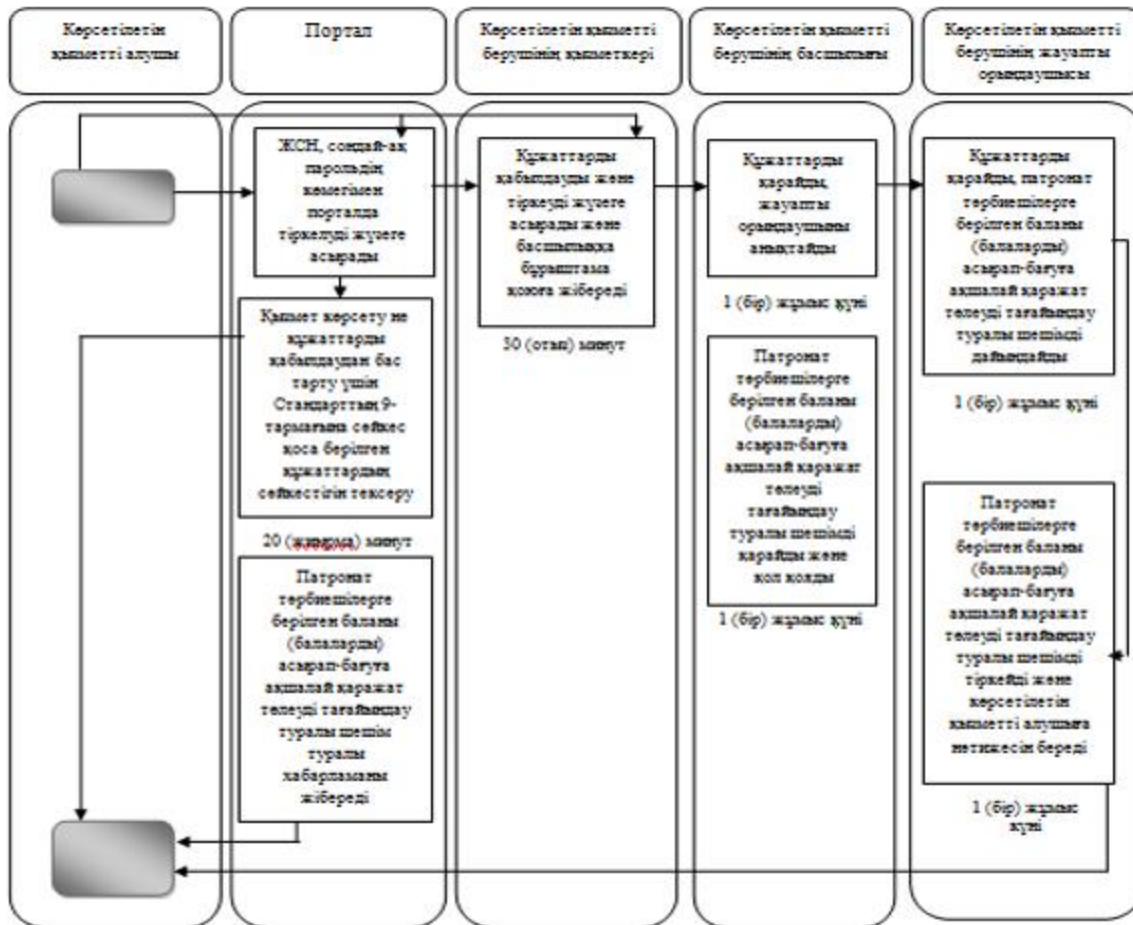 Көрсетілетін
қызметті алушы
Портал
Көрсетілетін қызметті
берушінің қызметкері
Көрсетілетін қызметті
берушінің басшылығы
Көрсетілетін қызметті
берушінің жауапты
орындаушысы
ЖСН, сондай-ақ
парольдің
көмегімен
порталда
тіркелуді жүзеге
асырады
Қызмет көрсету не
құжаттарды
қабылдаудан бас
тарту үшін
Стандарттың 9-
тармағына сәйкес
қоса берілген
құжаттардың
сәйкестігін тексеру
20 (жиырма) минут
Патронат
тәрбиешілерге
берілген баланы
(балаларды)
асырап-бағуға
ақшалай қаражат
төлеуді тағайындау
туралы шешім
туралы
хабарламаны
жібереді
Құжаттарды
қабылдауды және
тіркеуді жүзеге
асырады және
басшылыққа
бұрыштама
қоюға жібереді
30 (отыз) минут
Құжаттарды
қарайды,
жауапты
орындаушыны
анықтайды
1 (бір) жұмыс күні
Патронат
тәрбиешілерге
берілген баланы
(балаларды)
асырап-бағуға
ақшалай қаражат
төлеуді
тағайындау
туралы шешімді
қарайды және
қол қояды
1 (бір) жұмыс күні
Құжаттарды
қарайды, патронат
тәрбиешілерге
берілген баланы
(балаларды)
асырап-бағуға
ақшалай қаражат
төлеуді тағайындау
туралы шешімді
дайындайды
1 (бір) жұмыс күні
Патронат
тәрбиешілерге
берілген баланы
(балаларды)
асырап-бағуға
ақшалай қаражат
төлеуді тағайындау
туралы шешімді
тіркейді және
көрсетілетін
қызметті алушыға
нәтижесін береді
1 (бір) жұмыс
күні